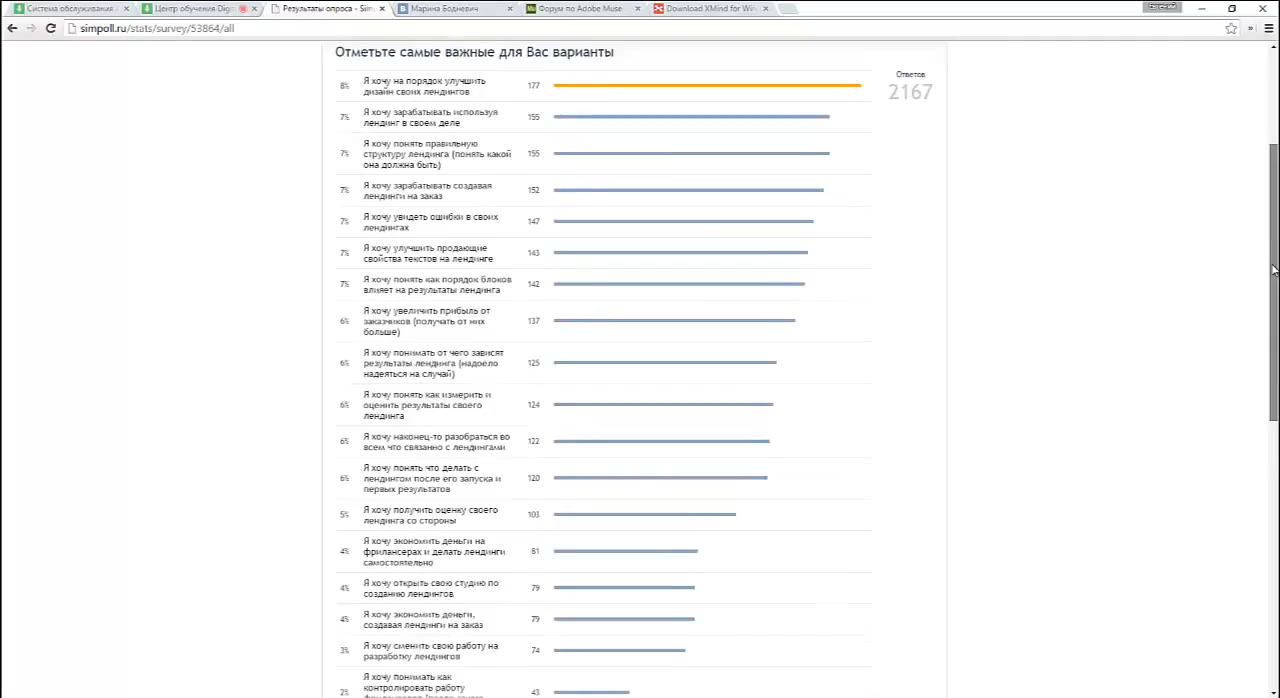 Система обслуживания
Центр обучения Digi
Результаты опроса - Sim
Марина Бодневич
Форум по Adobe Muse
Download XMind for Win
simpoll.ru/stats/survey/53864/all
Отметьте самые важные для Вас варианты
Ответов
2167
8% Я хочу на порядок улучшить 177
дизайн своих лендингов
7% Я хочу зарабатывать используя 155
лендинг в своем деле
Я хочу понять правильную
7% структуру лендинга (понять какой 155
она должна быть)
7% Я хочу зарабатывать создавая 152
лендинги на заказ
7% Я хочу увидеть ошибки в своих 147
лендингах
7% Я хочу улучшить продающие 143
свойства текстов на лендинге
7% Я хочу понять как порядок блоков 142
влияет на результаты лендинга
Я хочу увеличить прибыль от
6% заказчиков (получать от них 137
больше)
Я хочу понимать от чего зависят
6% результаты лендинга (надоело 125
надеяться на случай)
Я хочу понять как измерить и
6% оценить результаты своего 124
лендинга
6% Я хочу наконец-то разобраться во 122
всем что связанно с лендингами
Я хочу понять что делать с
6% лендингом после его запуска и 120
первых результатов
5% Я хочу получить оценку своего 103
лендинга со стороны
Я хочу экономить деньги на
4% фрилансерах и делать лендинги 81
самостоятельно
4% Я хочу открыть свою студию по 79
созданию лендингов
4% Я хочу экономить деньги, 79
создавая лендинги на заказ
3% Я хочу сменить свою работу на 74
разработку лендингов
Я хочу понимать как
2% контролировать работу 43